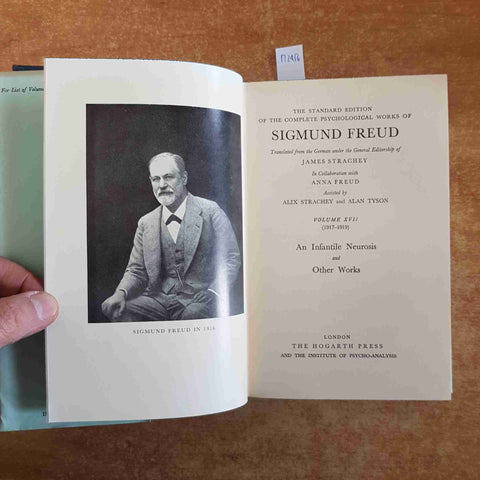 For List of Volum
SIGMUND FREUD IN 1916
THE STANDARD EDITION
OF THE COMPLETE PSYCHOLOGICAL WORKS OF
SIGMUND FREUD
Translated from the German under the General Editorship of
JAMES STRACHEY
In Collaboration with
ANNA FREUD
Assisted by
ALIX STRACHEY and ALAN TYSON
VOLUME XVII
(1917-1919)
An Infantile Neurosis
and
Other Works
LONDON
THE HOGARTH PRESS
AND THE INSTITUTE OF PSYCHO-ANALYSIS